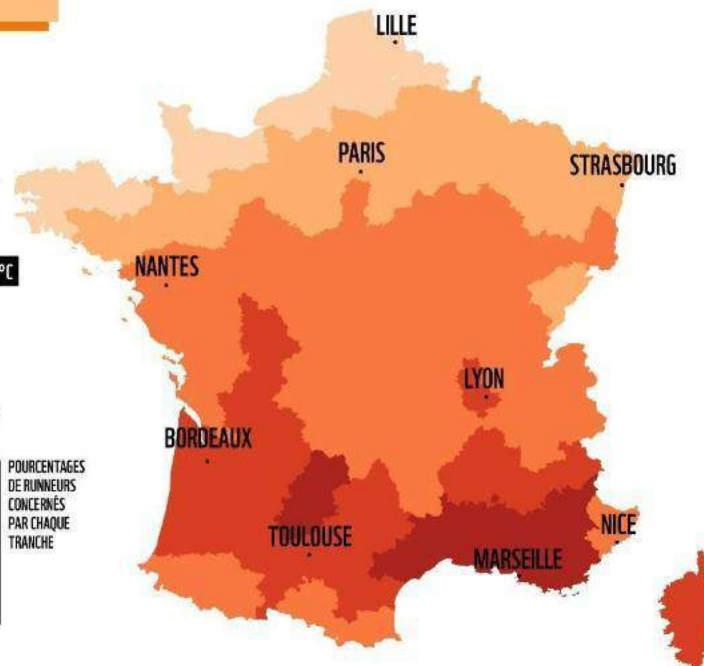 LILLE
PARIS
STRASBOURG
°C
NANTES
LYON
BORDEAUX
POURCENTAGES
DE RUNNEURS
CONCERNÉS
PAR CHAQUE
TRANCHE
NICE
TOULOUSE
MARSEILLE